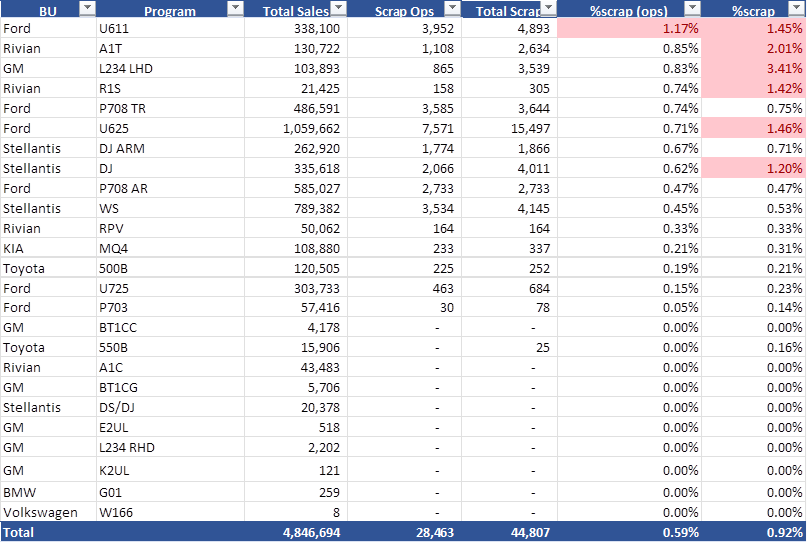 BU Program Total Sales Scrap Ops Total Scrap %scrap (ops) %scrap
Ford U611 338,100 3,952 4,893 1.17% 1.45%
Rivian A1T 130,722 1,108 2,634 0.85% 2.01%
GM L234 LHD 103,893 865 3,539 0.83% 3.41%
Rivian R1S 21,425 158 305 0.74% 1.42%
Ford P708 TR 486,591 3,585 3,644 0.74% 0.75%
Ford U625 1,059,662 7,571 15,497 0.71% 1.46%
Stellantis DJ ARM 262,920 1,774 1,866 0.67% 0.71%
Stellantis DJ 335,618 2,066 4,011 0.62% 1.20%
Ford P708 AR 585,027 2,733 2,733 0.47% 0.47%
Stellantis WS 789,382 3,534 4,145 0.45% 0.53%
Rivian RPV 50,062 164 164 0.33% 0.33%
KIA MQ4 108,880 233 337 0.21% 0.31%
Toyota 500B 120,505 225 252 0.19% 0.21%
Ford U725 303,733 463 684 0.15% 0.23%
Ford P703 57,416 30 78 0.05% 0.14%
GM BT1CC 4,178 - - 0.00% 0.00%
Toyota 550B 15,906 - 25 0.00% 0.16%
Rivian A1C 43,483 - - 0.00% 0.00%
GM BT1CG 5,706 - - 0.00% 0.00%
Stellantis DS/DJ 20,378 - - 0.00% 0.00%
GM E2UL 518 - - 0.00% 0.00%
GM L234 RHD 2,202 - - 0.00% 0.00%
GM K2UL 121 - - 0.00% 0.00%
BMW G01 259 - - 0.00% 0.00%
Volkswagen W166 8 - - 0.00% 0.00%
Total 4,846,694 28,463 44,807 0.59% 0.92%